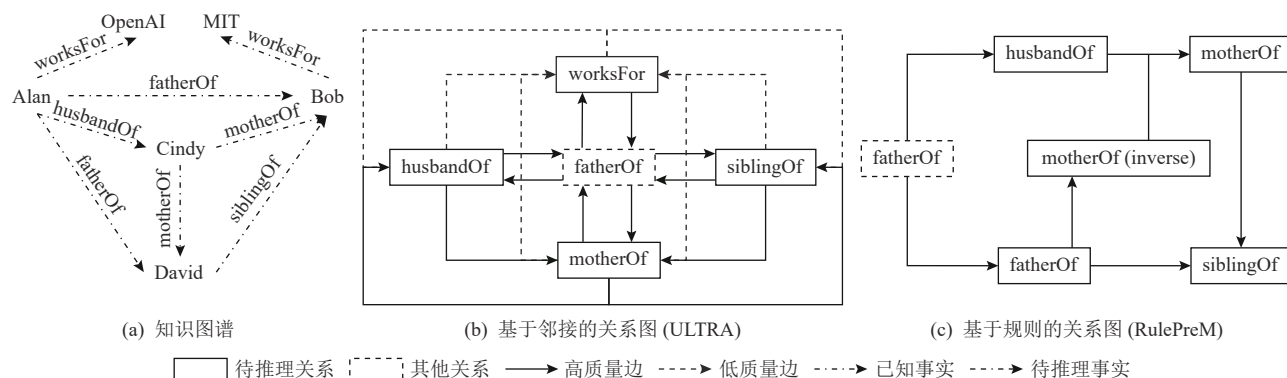 OpenAI MIT
worksFor worksFor
fatherOf
Alan Bob
husbandOf motherOf
Cindy
fatherOf motherOf siblingOf
David
(a) 知识图谱
worksFor
husbandOf fatherOf siblingOf
motherOf
(b) 基于邻接的关系图 (ULTRA)
husbandOf motherOf
fatherOf motherOf (inverse)
fatherOf siblingOf
(c) 基于规则的关系图 (RulePreM)
待推理关系 其他关系 高质量边 低质量边 已知事实 待推理事实